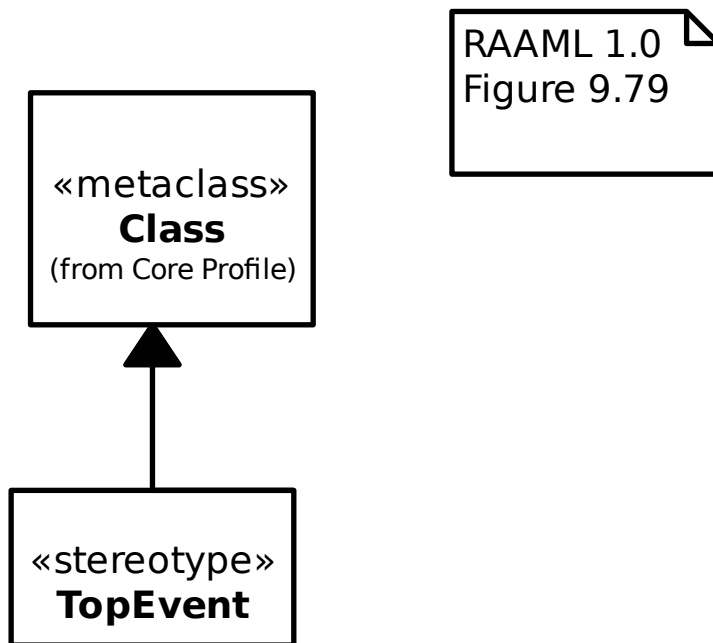 RAAML 1.0
Figure 9.79
«metaclass»
Class
(from Core Profile)
«stereotype»
TopEvent